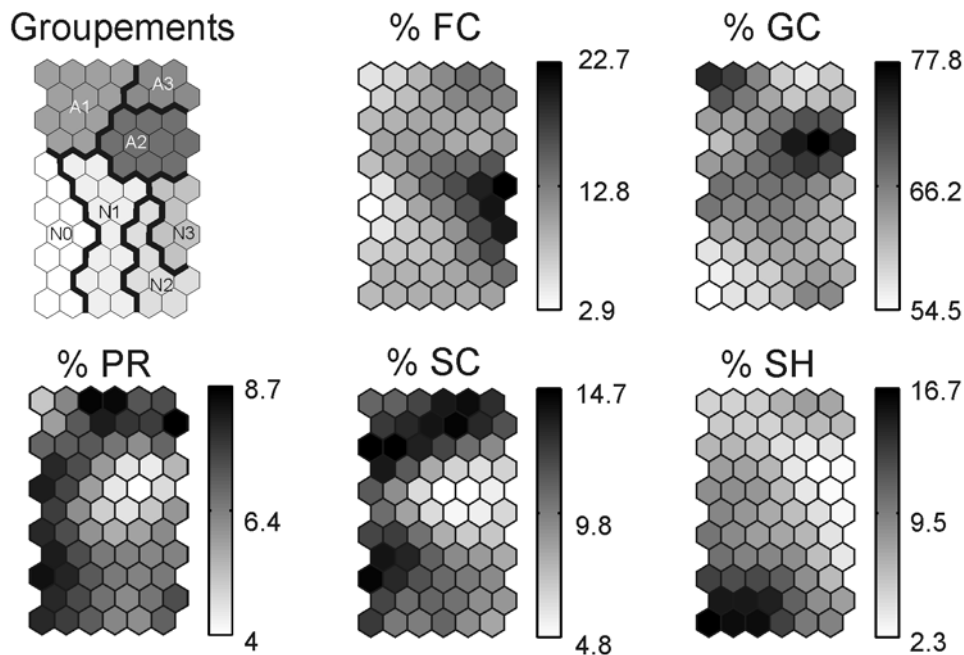 Groupements
% FC
% GC
A3
A1
A2
N1
N0
N3
N2
22.7
12.8
2.9
77.8
66.2
54.5
% PR
% SC
% SH
8.7
6.4
4
14.7
9.8
4.8
16.7
9.5
2.3